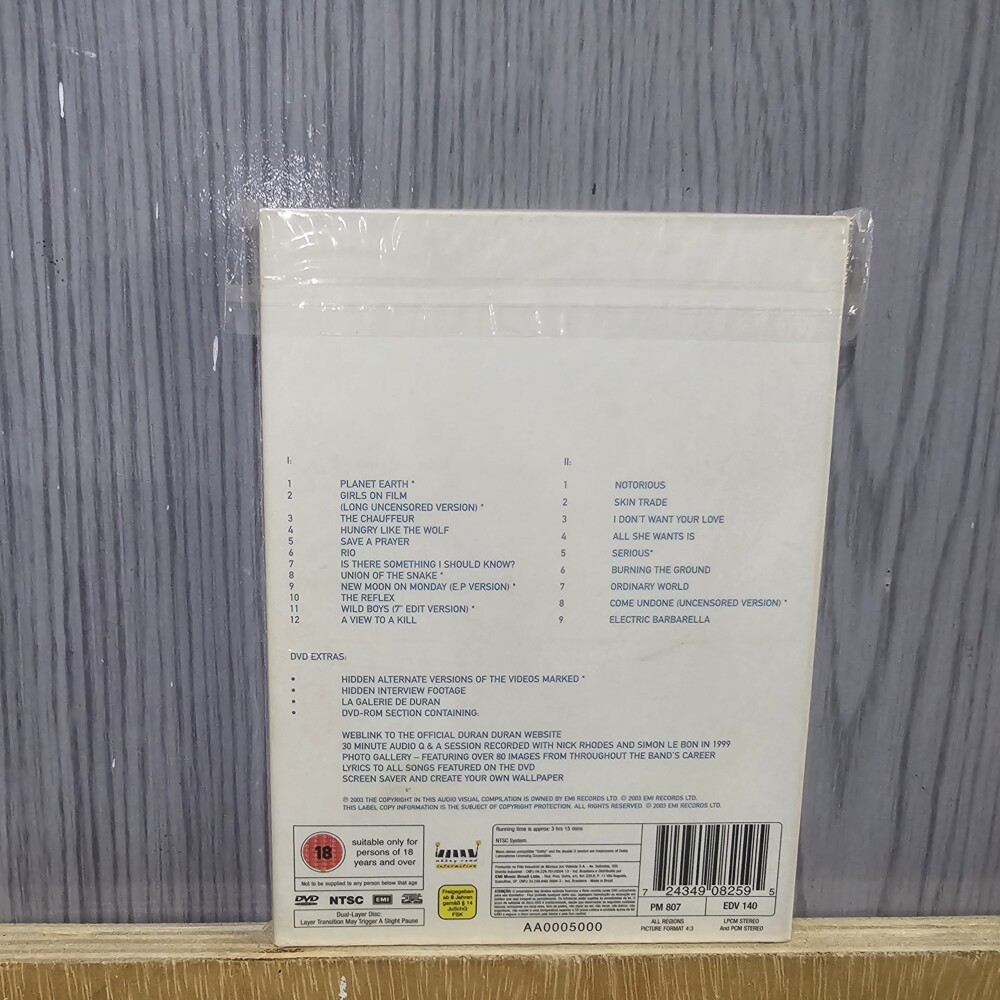 I:
1 PLANET EARTH *
2 GIRLS ON FILM
(LONG UNCENSORED VERSION) *
3 THE CHAUFFEUR
4 HUNGRY LIKE THE WOLF
5 SAVE A PRAYER
6 RIO
7 IS THERE SOMETHING I SHOULD KNOW?
8 UNION OF THE SNAKE *
9 NEW MOON ON MONDAY (E.P VERSION) *
10 THE REFLEX
11 WILD BOYS (7" EDIT VERSION) *
12 A VIEW TO A KILL
II:
1 NOTORIOUS
2 SKIN TRADE
3 I DON'T WANT YOUR LOVE
4 ALL SHE WANTS IS
5 SERIOUS*
6 BURNING THE GROUND
7 ORDINARY WORLD
8 COME UNDONE (UNCENSORED VERSION) *
9 ELECTRIC BARBARELLA
DVD EXTRAS:
• HIDDEN ALTERNATE VERSIONS OF THE VIDEOS MARKED *
• HIDDEN INTERVIEW FOOTAGE
• LA GALERIE DE DURAN
• DVD-ROM SECTION CONTAINING:
WEBLINK TO THE OFFICIAL DURAN DURAN WEBSITE
30 MINUTE AUDIO Q & A SESSION RECORDED WITH NICK RHODES AND SIMON LE BON IN 1999
PHOTO GALLERY – FEATURING OVER 80 IMAGES FROM THROUGHOUT THE BAND'S CAREER
LYRICS TO ALL SONGS FEATURED ON THE DVD
SCREEN SAVER AND CREATE YOUR OWN WALLPAPER
℗ 2003 THE COPYRIGHT IN THIS AUDIO VISUAL COMPILATION IS OWNED BY EMI RECORDS LTD. © 2003 EMI RECORDS LTD.
THIS LABEL COPY INFORMATION IS THE SUBJECT OF COPYRIGHT PROTECTION. ALL RIGHTS RESERVED. © 2003 EMI RECORDS LTD.
18
suitable only for
persons of 18
years and over
Not to be supplied to any person below that age
DVD NTSC EMI
Dual-Layer Disc:
Layer Transition May Trigger A Slight Pause
abbey road
interactive
Freigegeben
ab 6 Jahren
gemäß § 14
JuSchG
FSK
Running time is approx: 3 hrs 15 mins
NTSC System.
7 24349 08259 5
PM 807
EDV 140
ALL REGIONS
PICTURE FORMAT 4:3
LPCM STEREO
And PCM STEREO
AA0005000